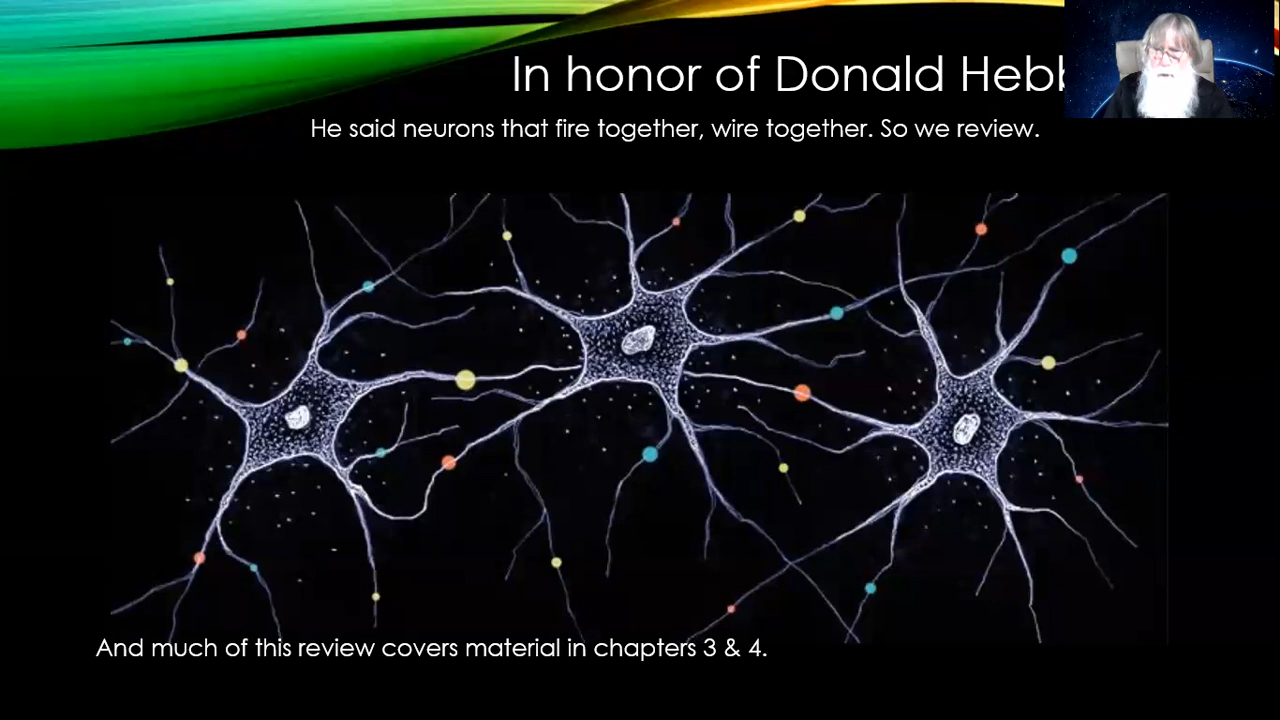 In honor of Donald Hebb
He said neurons that fire together, wire together. So we review.
And much of this review covers material in chapters 3 & 4.